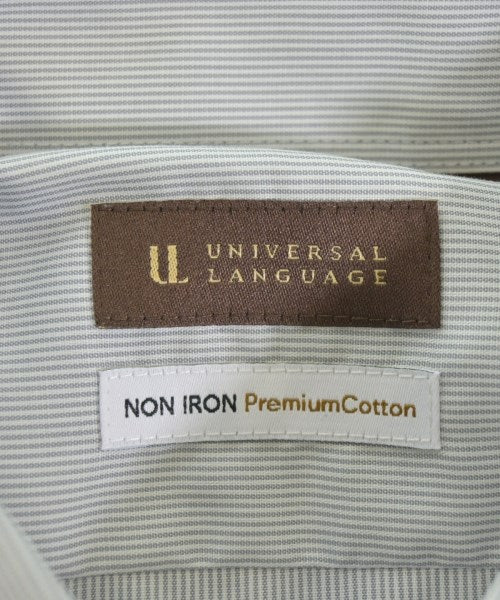 UL UNIVERSAL
LANGUAGE
NON IRON PremiumCotton